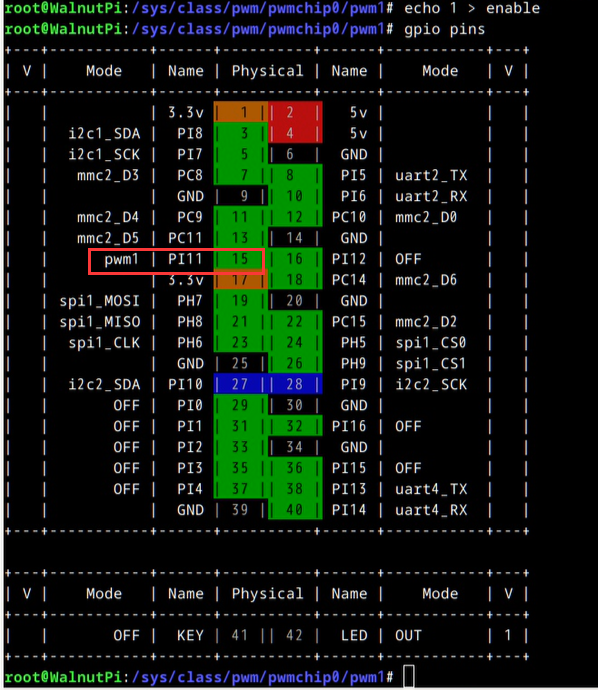 root@WalnutPi:/sys/class/pwm/pwmchip0/pwm1# echo 1 > enable
root@WalnutPi:/sys/class/pwm/pwmchip0/pwm1# gpio pins
+---+----------+------+----------+------+----------+---+
| V | Mode | Name | Physical | Name | Mode | V |
+---+----------+------+----------+------+----------+---+
| | | 3.3v | 1 || 2 | 5v | | |
| | i2c1_SDA | PI8 | 3 || 4 | 5v | | |
| | i2c1_SCK | PI7 | 5 || 6 | GND | | |
| | mmc2_D3 | PC8 | 7 || 8 | PI5 | uart2_TX | |
| | | GND | 9 || 10 | PI6 | uart2_RX | |
| | mmc2_D4 | PC9 | 11 || 12 | PC10 | mmc2_D0 | |
| | mmc2_D5 | PC11 | 13 || 14 | GND | | |
| | pwm1 | PI11 | 15 || 16 | PI12 | OFF | |
| | | 3.3v | 17 || 18 | PC14 | mmc2_D6 | |
| | spi1_MOSI | PH7 | 19 || 20 | GND | | |
| | spi1_MISO | PH8 | 21 || 22 | PC15 | mmc2_D2 | |
| | spi1_CLK | PH6 | 23 || 24 | PH5 | spi1_CS0 | |
| | | GND | 25 || 26 | PH9 | spi1_CS1 | |
| | i2c2_SDA | PI10 | 27 || 28 | PI9 | i2c2_SCK | |
| | OFF | PI0 | 29 || 30 | GND | | |
| | OFF | PI1 | 31 || 32 | PI16 | OFF | |
| | OFF | PI2 | 33 || 34 | GND | | |
| | OFF | PI3 | 35 || 36 | PI15 | OFF | |
| | OFF | PI4 | 37 || 38 | PI13 | uart4_TX | |
| | | GND | 39 || 40 | PI14 | uart4_RX | |
+---+----------+------+----------+------+----------+---+
+---+----------+------+----------+------+----------+---+
| V | Mode | Name | Physical | Name | Mode | V |
+---+----------+------+----------+------+----------+---+
| | OFF | KEY | 41 || 42 | LED | OUT | 1 |
+---+----------+------+----------+------+----------+---+
root@WalnutPi:/sys/class/pwm/pwmchip0/pwm1#